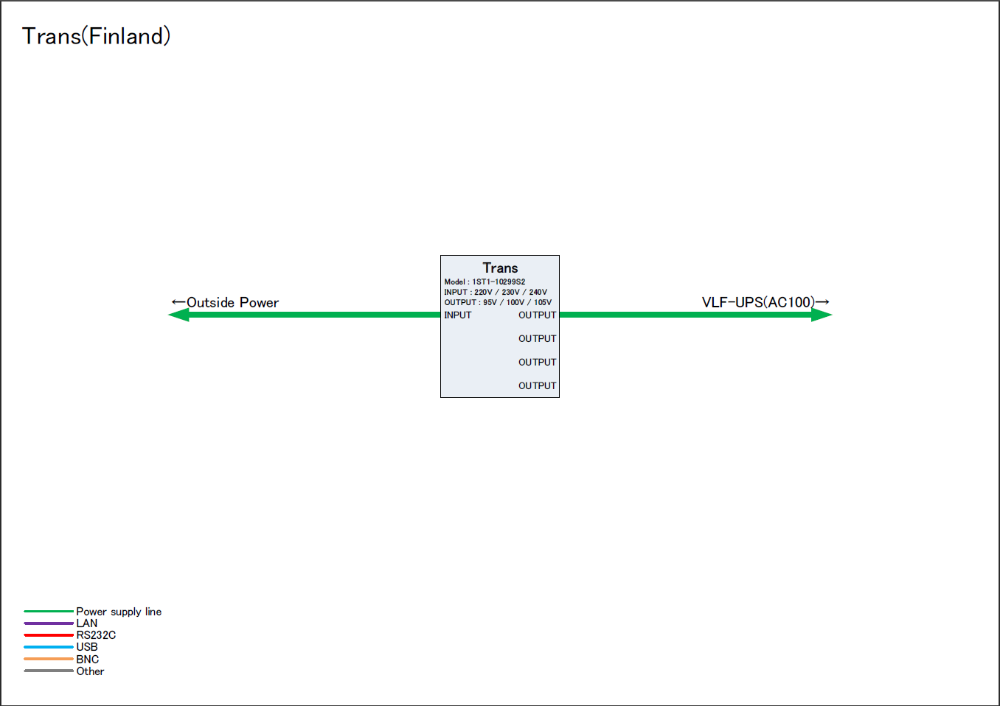 Trans(Finland)
←Outside Power
Trans
Model : 1ST1-10299S2
INPUT : 220V / 230V / 240V
OUTPUT : 95V / 100V / 105V
INPUT OUTPUT
OUTPUT
OUTPUT
OUTPUT
VLF-UPS(AC100)→
Power supply line
LAN
RS232C
USB
BNC
Other